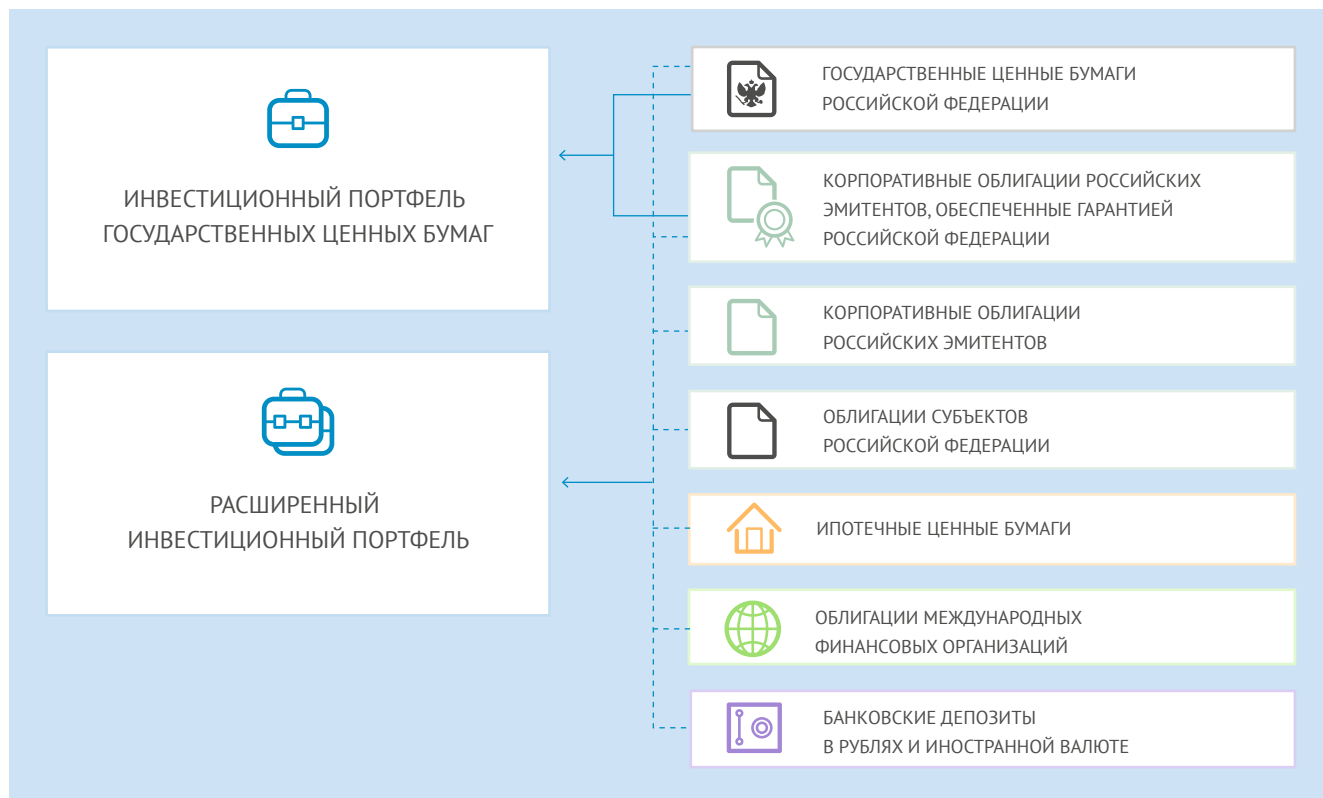 ИНВЕСТИЦИОННЫЙ ПОРТФЕЛЬ
ГОСУДАРСТВЕННЫХ ЦЕННЫХ БУМАГ
РАСШИРЕННЫЙ
ИНВЕСТИЦИОННЫЙ ПОРТФЕЛЬ
ГОСУДАРСТВЕННЫЕ ЦЕННЫЕ БУМАГИ
РОССИЙСКОЙ ФЕДЕРАЦИИ
КОРПОРАТИВНЫЕ ОБЛИГАЦИИ РОССИЙСКИХ
ЭМИТЕНТОВ, ОБЕСПЕЧЕННЫЕ ГАРАНТИЕЙ
РОССИЙСКОЙ ФЕДЕРАЦИИ
КОРПОРАТИВНЫЕ ОБЛИГАЦИИ
РОССИЙСКИХ ЭМИТЕНТОВ
ОБЛИГАЦИИ СУБЪЕКТОВ
РОССИЙСКОЙ ФЕДЕРАЦИИ
ИПОТЕЧНЫЕ ЦЕННЫЕ БУМАГИ
ОБЛИГАЦИИ МЕЖДУНАРОДНЫХ
ФИНАНСОВЫХ ОРГАНИЗАЦИЙ
БАНКОВСКИЕ ДЕПОЗИТЫ
В РУБЛЯХ И ИНОСТРАННОЙ ВАЛЮТЕ